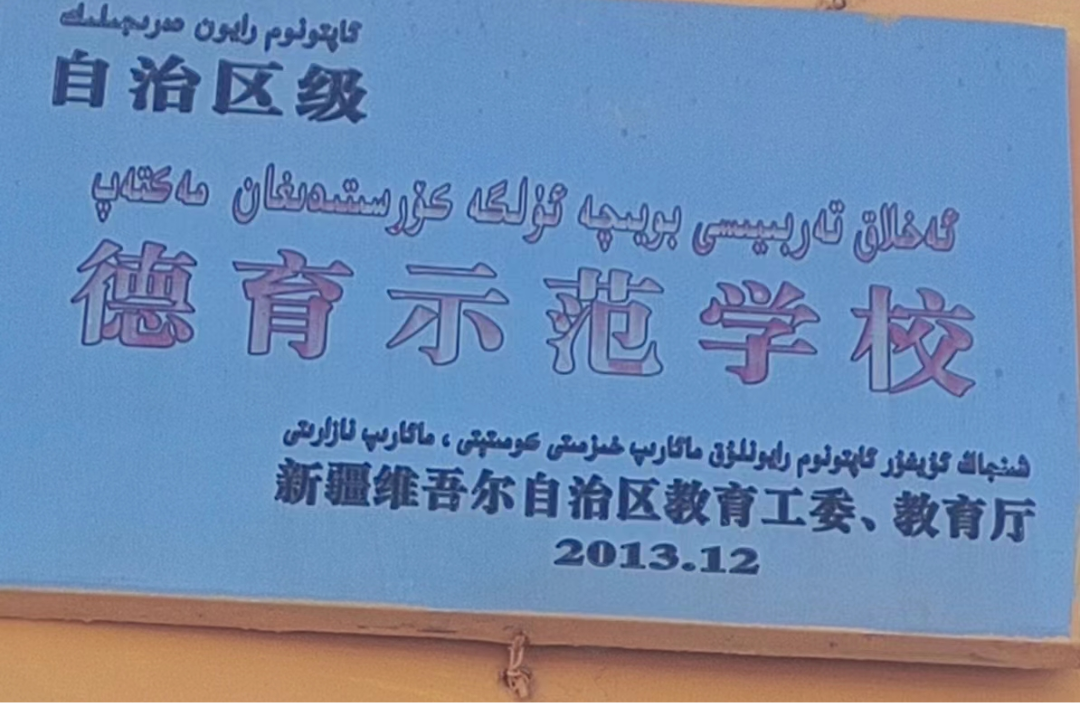 ئاپتونوم رايون دەرىجىلىك
自治区级
ئەخلاق تەربىيىسى بويىچە ئۈلگە كۆرسىتىدىغان مەكتەپ
德育示范学校
شىنجاڭ ئۇيغۇر ئاپتونوم رايونلۇق مائارىپ خىزمىتى كومىتېتى ، مائارىپ نازارىتى
新疆维吾尔自治区教育工委、教育厅
2013.12